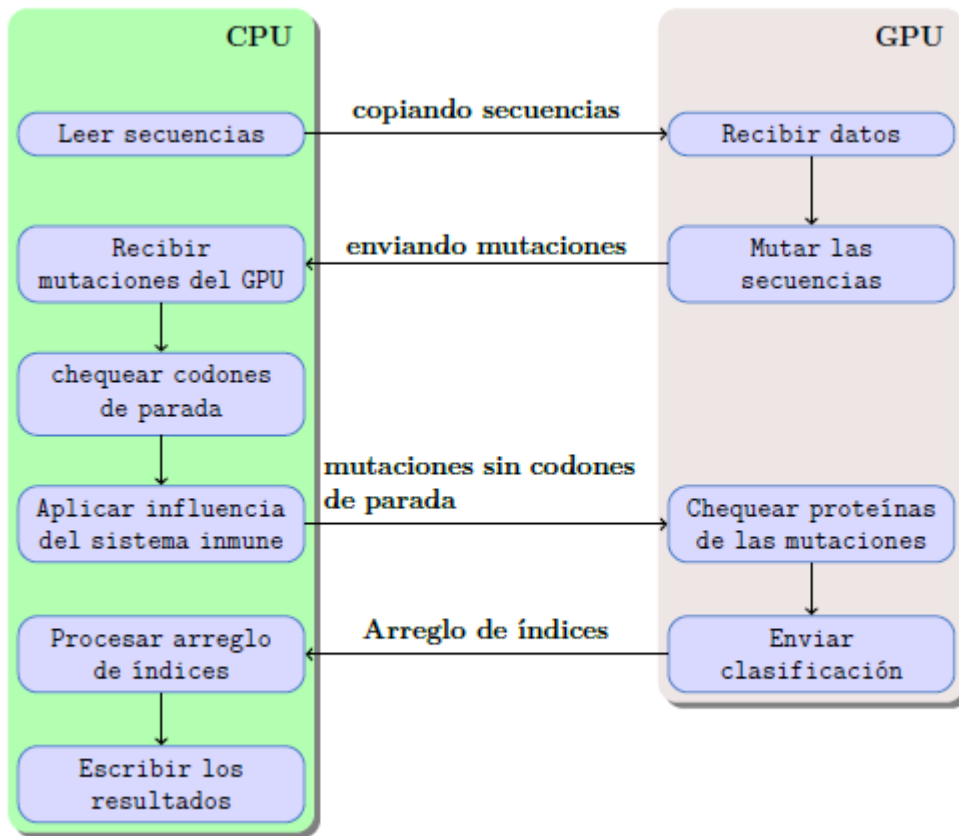 CPU
GPU
Leer secuencias
copiando secuencias
Recibir datos
Recibir
mutaciones del GPU
enviando mutaciones
Mutar las
secuencias
chequear codones
de parada
Aplicar influencia
del sistema inmune
mutaciones sin codones
de parada
Chequear proteínas
de las mutaciones
Procesar arreglo
de índices
Arreglo de índices
Enviar
clasificación
Escribir los
resultados